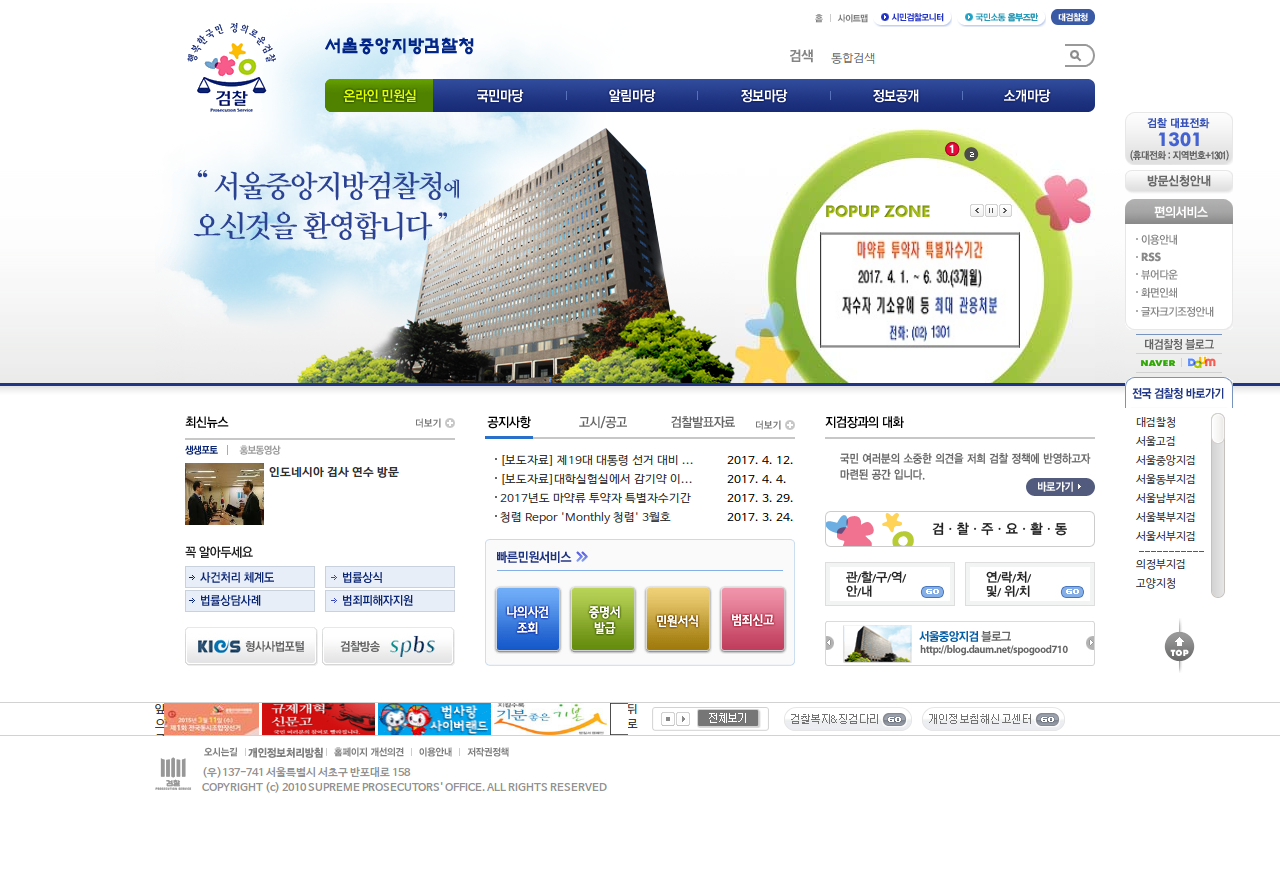 홈
사이트맵
시민검찰모니터
국민소통 옴부즈만
대검찰청
행복한국민 정의로운검찰
검찰
Prosecution Service
서울중앙지방검찰청
검색
통합검색
온라인 민원실
국민마당
알림마당
정보마당
정보공개
소개마당
“ 서울중앙지방검찰청에
오신것을 환영합니다 ”
1
2
POPUP ZONE
마약류 투약자 특별자수기간
2017. 4. 1. ~ 6. 30.(3개월)
자수자 기소유예 등 최대 관용처분
전화: (02) 1301
검찰 대표전화
1301
(휴대전화 : 지역번호+1301)
방문신청안내
편의서비스
· 이용안내
· RSS
· 뷰어다운
· 화면인쇄
· 글자크기조정안내
대검찰청 블로그
NAVER
Daum
전국 검찰청 바로가기
대검찰청
서울고검
서울중앙지검
서울동부지검
서울남부지검
서울북부지검
서울서부지검
------------
의정부지검
고양지청
TOP
최신뉴스
더보기
생생포토
홍보동영상
인도네시아 검사 연수 방문
꼭 알아두세요
사건처리 체계도
법률상식
법률상담사례
범죄피해자지원
KICS 형사사법포털
검찰방송 spbs
공지사항
고시/공고
검찰발표자료
더보기
· [보도자료] 제19대 대통령 선거 대비 ... 2017. 4. 12.
· [보도자료]대학실험실에서 감기약 이... 2017. 4. 4.
· 2017년도 마약류 투약자 특별자수기간 2017. 3. 29.
· 청렴 Repor 'Monthly 청렴' 3월호 2017. 3. 24.
빠른민원서비스
나의사건
조회
증명서
발급
민원서식
범죄신고
지검장과의 대화
국민 여러분의 소중한 의견을 저희 검찰 정책에 반영하고자
마련된 공간 입니다.
바로가기
검·찰·주·요·활·동
관/할/구/역/
안/내
GO
연/락/처/
및/ 위/치
GO
서울중앙지검 블로그
http://blog.daum.net/spogood710
앞
으
2015년 3월 11일 (수)
제1회 전국동시조합장선거
규제개혁
신문고
법사랑
사이버랜드
기분좋은 기본
뒤
로
전체보기
검찰복지&징검다리 GO
개인정보침해신고센터 GO
오시는길
개인정보처리방침
홈페이지 개선의견
이용안내
저작권정책
검찰
PROSECUTION SERVICE
(우)137-741 서울특별시 서초구 반포대로 158
COPYRIGHT (c) 2010 SUPREME PROSECUTORS' OFFICE. ALL RIGHTS RESERVED